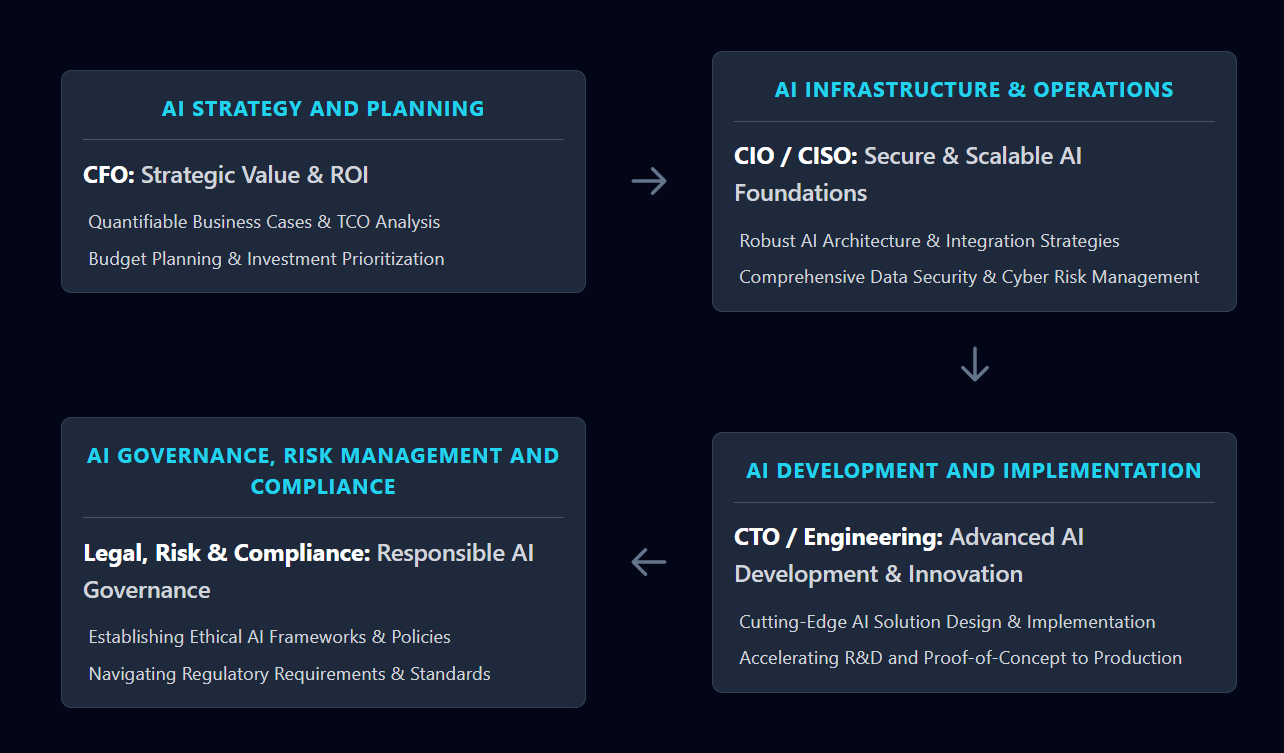 AI STRATEGY AND PLANNING
CFO: Strategic Value & ROI
Quantifiable Business Cases & TCO Analysis
Budget Planning & Investment Prioritization
AI INFRASTRUCTURE & OPERATIONS
CIO / CISO: Secure & Scalable AI
Foundations
Robust AI Architecture & Integration Strategies
Comprehensive Data Security & Cyber Risk Management
AI DEVELOPMENT AND IMPLEMENTATION
CTO / Engineering: Advanced AI
Development & Innovation
Cutting-Edge AI Solution Design & Implementation
Accelerating R&D and Proof-of-Concept to Production
AI GOVERNANCE, RISK MANAGEMENT AND
COMPLIANCE
Legal, Risk & Compliance: Responsible AI
Governance
Establishing Ethical AI Frameworks & Policies
Navigating Regulatory Requirements & Standards